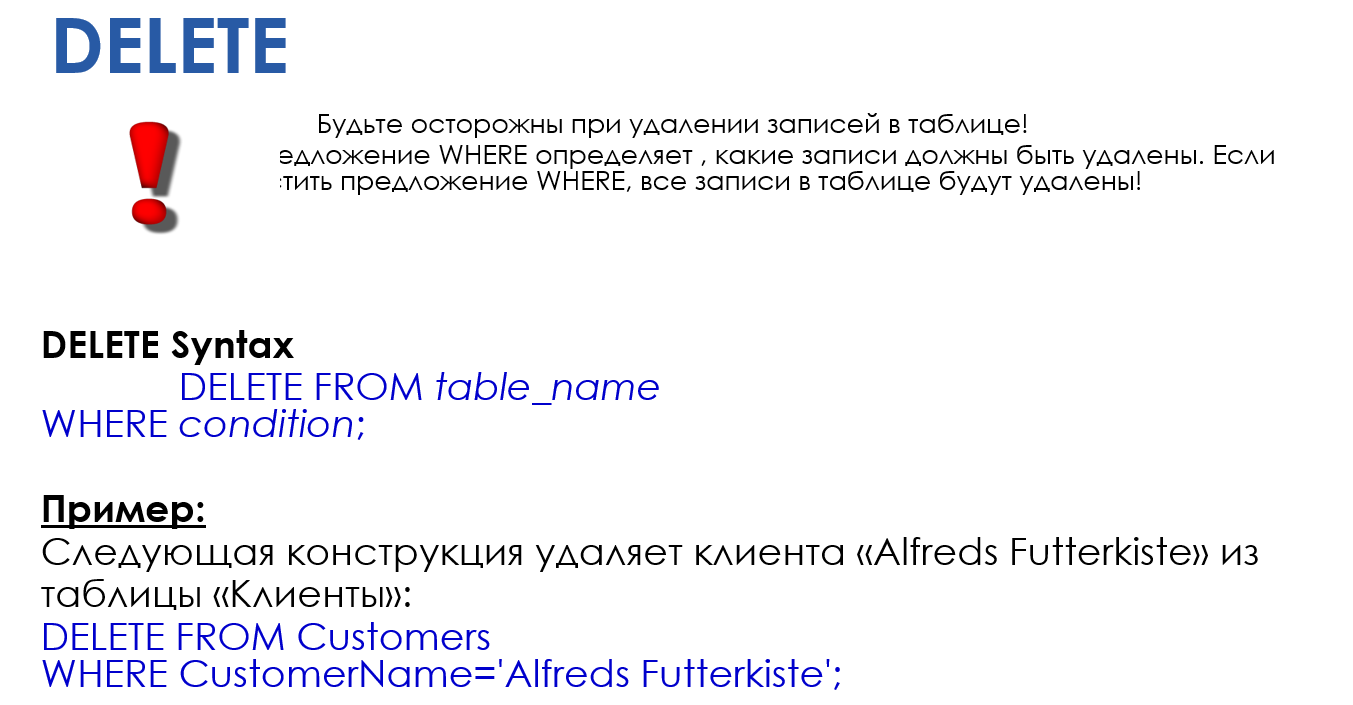 DELETE
Будьте осторожны при удалении записей в таблице!
едложение WHERE определяет , какие записи должны быть удалены. Если
тить предложение WHERE, все записи в таблице будут удалены!
DELETE Syntax
DELETE FROM table_name
WHERE condition;
Пример:
Следующая конструкция удаляет клиента «Alfreds Futterkiste» из
таблицы «Клиенты»:
DELETE FROM Customers
WHERE CustomerName='Alfreds Futterkiste';